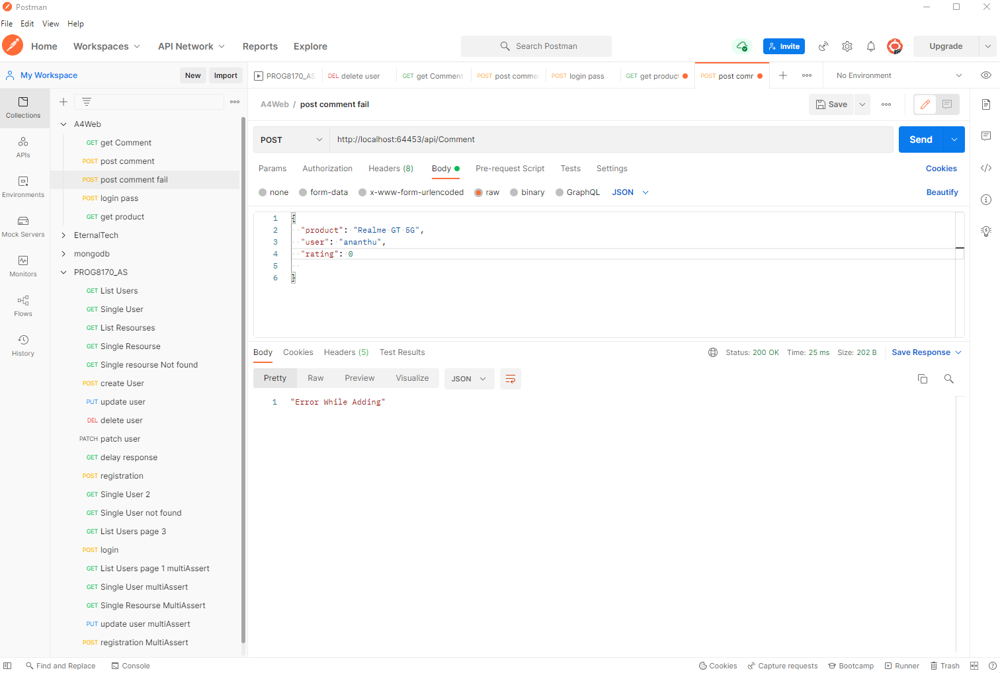 Postman
File Edit View Help
Home Workspaces API Network Reports Explore Search Postman Invite Upgrade
My Workspace New Import PROG8170_AS DEL delete user GET get Comment POST post comme POST login pass GET get product POST post comr No Environment
A4Web / post comment fail Save
POST http://localhost:64453/api/Comment Send
Params Authorization Headers (8) Body Pre-request Script Tests Settings Cookies
none form-data x-www-form-urlencoded raw binary GraphQL JSON Beautify
1 {
2 "product": "Realme GT 5G",
3 "user": "ananthu",
4 "rating": 0
5
6 }
Body Cookies Headers (5) Test Results Status: 200 OK Time: 25 ms Size: 202 B Save Response
Pretty Raw Preview Visualize JSON
1 "Error While Adding"
Collections
APIs
Environments
Mock Servers
Monitors
Flows
History
A4Web
GET get Comment
POST post comment
POST post comment fail
POST login pass
GET get product
EternalTech
mongodb
PROG8170_AS
GET List Users
GET Single User
GET List Resourses
GET Single Resourse
GET Single resourse Not found
POST create User
PUT update user
DEL delete user
PATCH patch user
GET delay response
POST registration
GET Single User 2
GET Single User not found
GET List Users page 3
POST login
GET List Users page 1 multiAssert
GET Single User multiAssert
GET Single Resourse MultiAssert
PUT update user multiAssert
POST registration MultiAssert
Find and Replace Console Cookies Capture requests Bootcamp Runner Trash